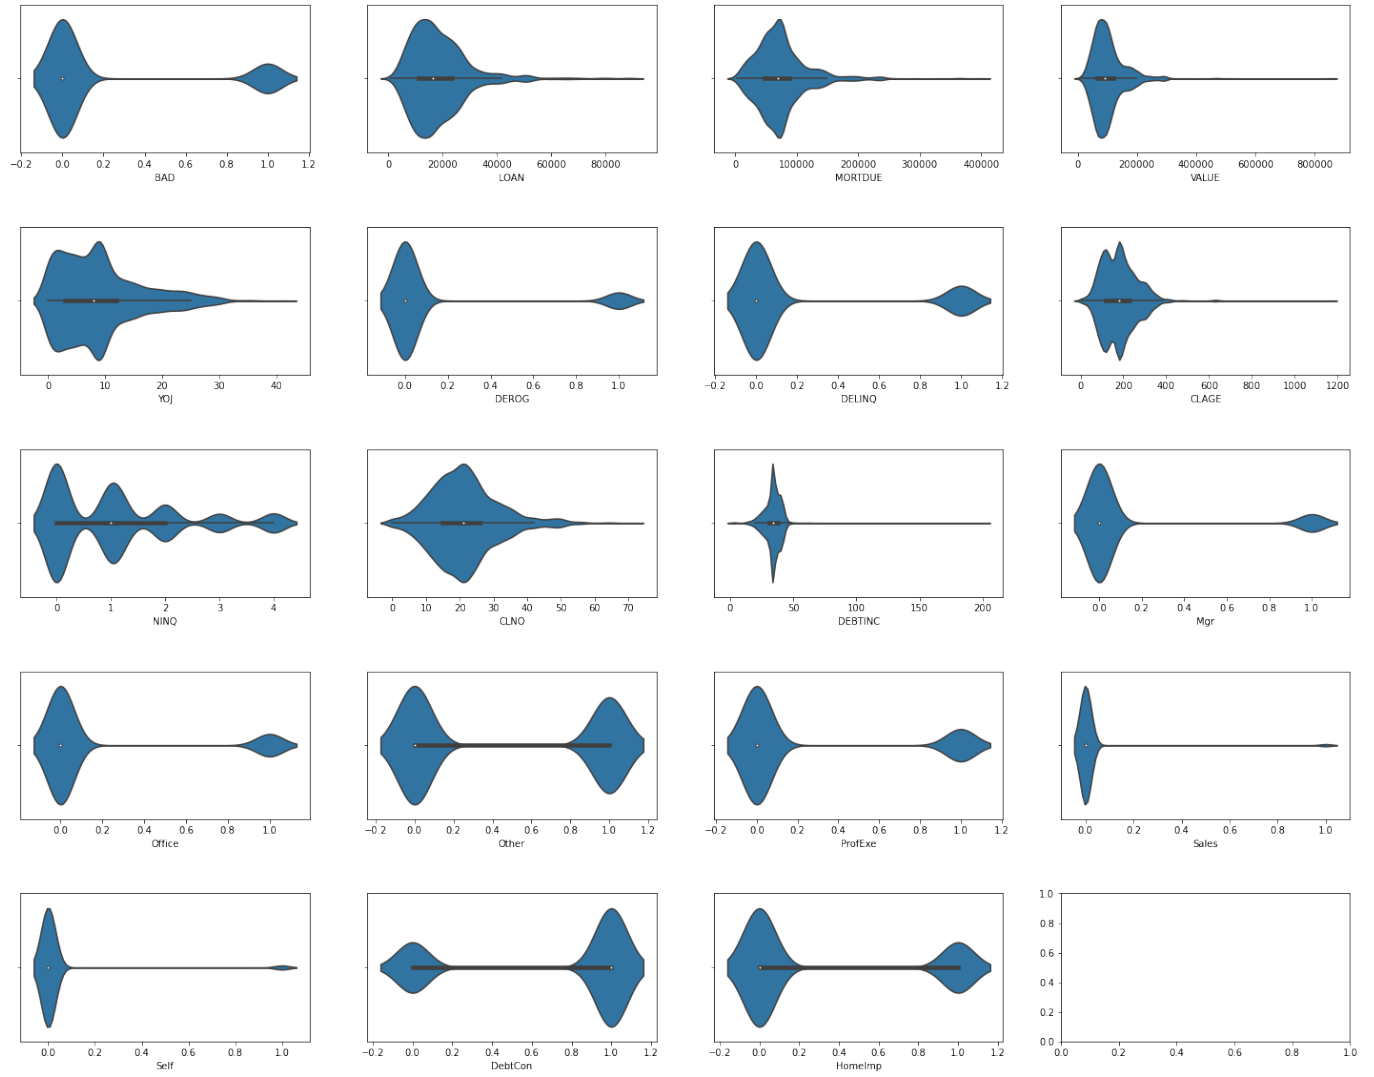 −0.2 0.0 0.2 0.4 0.6 0.8 1.0 1.2
BAD
0 20000 40000 60000 80000
LOAN
0 100000 200000 300000 400000
MORTDUE
0 200000 400000 600000 800000
VALUE
0 10 20 30 40
YOJ
0.0 0.2 0.4 0.6 0.8 1.0
DEROG
−0.2 0.0 0.2 0.4 0.6 0.8 1.0 1.2
DELINQ
0 200 400 600 800 1000 1200
CLAGE
0 1 2 3 4
NINQ
0 10 20 30 40 50 60 70
CLNO
0 50 100 150 200
DEBTINC
0.0 0.2 0.4 0.6 0.8 1.0
Mgr
0.0 0.2 0.4 0.6 0.8 1.0
Office
−0.2 0.0 0.2 0.4 0.6 0.8 1.0 1.2
Other
−0.2 0.0 0.2 0.4 0.6 0.8 1.0 1.2
ProfExe
0.0 0.2 0.4 0.6 0.8 1.0
Sales
0.0 0.2 0.4 0.6 0.8 1.0
Self
−0.2 0.0 0.2 0.4 0.6 0.8 1.0 1.2
DebtCon
−0.2 0.0 0.2 0.4 0.6 0.8 1.0 1.2
HomeImp
1.0
0.8
0.6
0.4
0.2
0.0
0.0 0.2 0.4 0.6 0.8 1.0